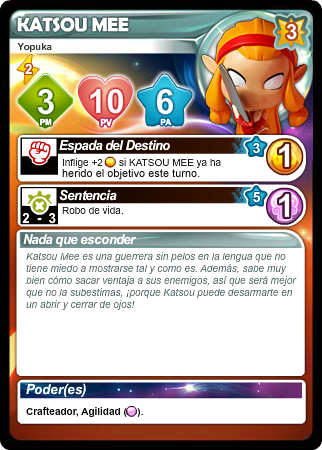 KATSOU MEE
3
Yopuka
2
3
PM
10
PV
6
PA
Espada del Destino
3
1
Inflige +2 si KATSOU MEE ya ha
herido el objetivo este turno.
Sentencia
5
1
2 - 3
Robo de vida.
Nada que esconder
Katsou Mee es una guerrera sin pelos en la lengua que no
tiene miedo a mostrarse tal y como es. Además, sabe muy
bien cómo sacar ventaja a sus enemigos, así que será mejor
que no la subestimas, ¡porque Katsou puede desarmarte en
un abrir y cerrar de ojos!
Poder(es)
Crafteador, Agilidad ( ).